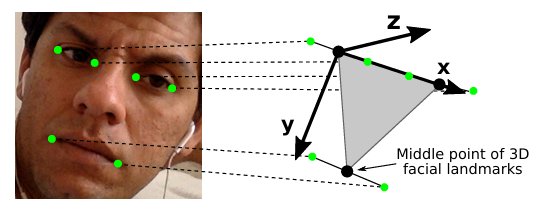 z
x
y
Middle point of 3D
facial landmarks